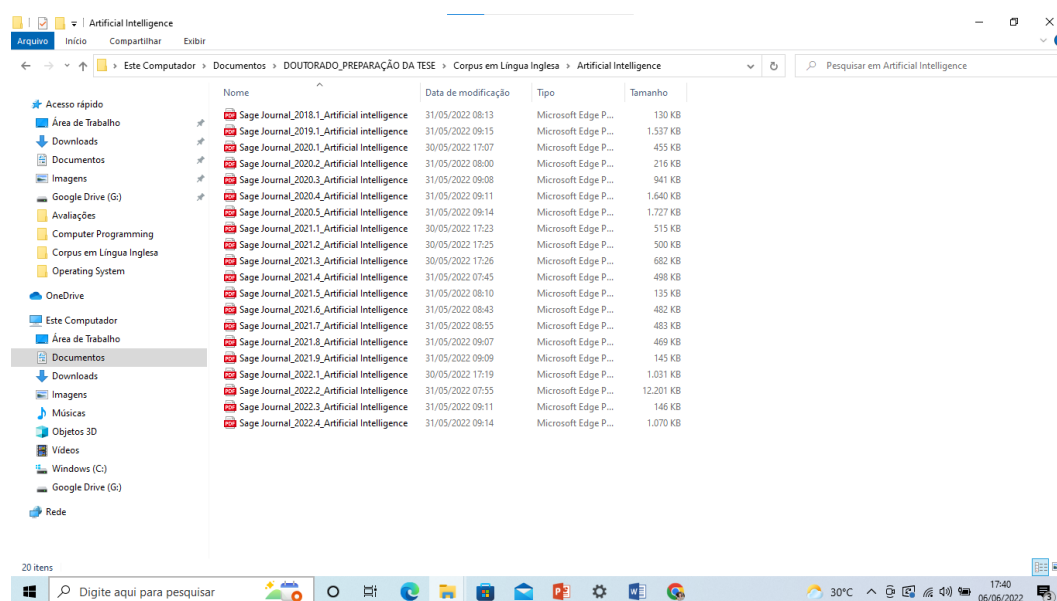 Artificial Intelligence
Arquivo Início Compartilhar Exibir
Este Computador > Documentos > DOUTORADO_PREPARAÇÃO DA TESE > Corpus em Língua Inglesa > Artificial Intelligence
Pesquisar em Artificial Intelligence
Acesso rápido
Área de Trabalho
Downloads
Documentos
Imagens
Google Drive (G:)
Avaliações
Computer Programming
Corpus em Língua Inglesa
Operating System
OneDrive
Este Computador
Área de Trabalho
Documentos
Downloads
Imagens
Músicas
Objetos 3D
Vídeos
Windows (C:)
Google Drive (G:)
Rede
Nome Data de modificação Tipo Tamanho
Sage Journal_2018.1_Artificial intelligence 31/05/2022 08:13 Microsoft Edge P... 130 KB
Sage Journal_2019.1_Artificial intelligence 31/05/2022 09:15 Microsoft Edge P... 1.537 KB
Sage Journal_2020.1_Artificial intelligence 30/05/2022 17:07 Microsoft Edge P... 455 KB
Sage Journal_2020.2_Artificial Intelligence 31/05/2022 08:00 Microsoft Edge P... 216 KB
Sage Journal_2020.3_Artificial Intelligence 31/05/2022 09:08 Microsoft Edge P... 941 KB
Sage Journal_2020.4_Artificial Intelligence 31/05/2022 09:11 Microsoft Edge P... 1.640 KB
Sage Journal_2020.5_Artificial Intelligence 31/05/2022 09:14 Microsoft Edge P... 1.727 KB
Sage Journal_2021.1_Artificial Intelligence 30/05/2022 17:23 Microsoft Edge P... 515 KB
Sage Journal_2021.2_Artificial Intelligence 30/05/2022 17:25 Microsoft Edge P... 500 KB
Sage Journal_2021.3_Artificial Intelligence 30/05/2022 17:26 Microsoft Edge P... 682 KB
Sage Journal_2021.4_Artificial Intelligence 31/05/2022 07:45 Microsoft Edge P... 498 KB
Sage Journal_2021.5_Artificial Intelligence 31/05/2022 08:10 Microsoft Edge P... 135 KB
Sage Journal_2021.6_Artificial Intelligence 31/05/2022 08:43 Microsoft Edge P... 482 KB
Sage Journal_2021.7_Artificial Intelligence 31/05/2022 08:55 Microsoft Edge P... 483 KB
Sage Journal_2021.8_Artificial Intelligence 31/05/2022 09:07 Microsoft Edge P... 469 KB
Sage Journal_2021.9_Artificial Intelligence 31/05/2022 09:09 Microsoft Edge P... 145 KB
Sage Journal_2022.1_Artificial Intelligence 30/05/2022 17:19 Microsoft Edge P... 1.031 KB
Sage Journal_2022.2_Artificial Intelligence 31/05/2022 07:55 Microsoft Edge P... 12.201 KB
Sage Journal_2022.3_Artificial Intelligence 31/05/2022 09:11 Microsoft Edge P... 146 KB
Sage Journal_2022.4_Artificial Intelligence 31/05/2022 09:14 Microsoft Edge P... 1.070 KB
20 itens
Digite aqui para pesquisar
30°C
17:40
06/06/2022